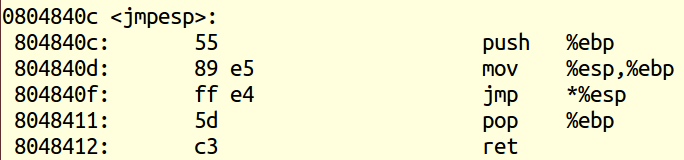 0804840c <jmpesp>:
804840c: 55 push %ebp
804840d: 89 e5 mov %esp,%ebp
804840f: ff e4 jmp *%esp
8048411: 5d pop %ebp
8048412: c3 ret